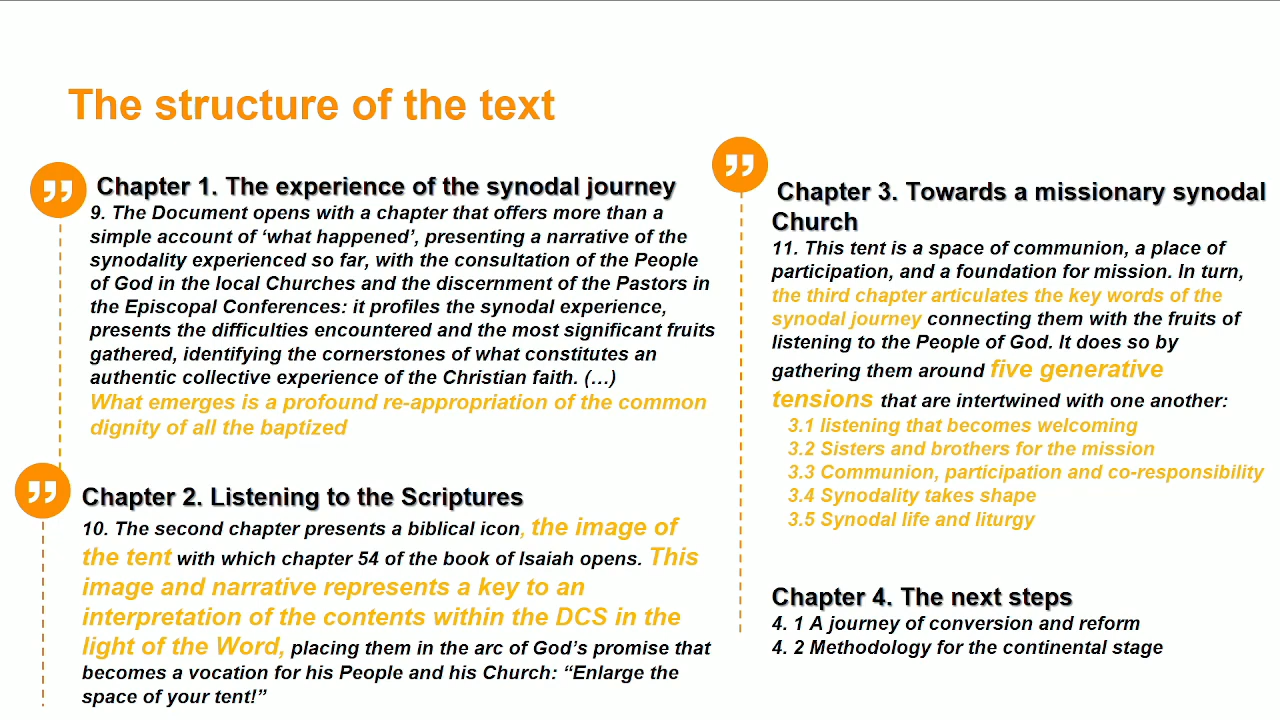 The structure of the text
Chapter 1. The experience of the synodal journey
9. The Document opens with a chapter that offers more than a
simple account of ‘what happened’, presenting a narrative of the
synodality experienced so far, with the consultation of the People
of God in the local Churches and the discernment of the Pastors in
the Episcopal Conferences: it profiles the synodal experience,
presents the difficulties encountered and the most significant fruits
gathered, identifying the cornerstones of what constitutes an
authentic collective experience of the Christian faith. (…)
What emerges is a profound re-appropriation of the common
dignity of all the baptized
Chapter 2. Listening to the Scriptures
10. The second chapter presents a biblical icon, the image of
the tent with which chapter 54 of the book of Isaiah opens. This
image and narrative represents a key to an
interpretation of the contents within the DCS in the
light of the Word, placing them in the arc of God’s promise that
becomes a vocation for his People and his Church: “Enlarge the
space of your tent!”
Chapter 3. Towards a missionary synodal
Church
11. This tent is a space of communion, a place of
participation, and a foundation for mission. In turn,
the third chapter articulates the key words of the
synodal journey connecting them with the fruits of
listening to the People of God. It does so by
gathering them around five generative
tensions that are intertwined with one another:
3.1 listening that becomes welcoming
3.2 Sisters and brothers for the mission
3.3 Communion, participation and co-responsibility
3.4 Synodality takes shape
3.5 Synodal life and liturgy
Chapter 4. The next steps
4. 1 A journey of conversion and reform
4. 2 Methodology for the continental stage